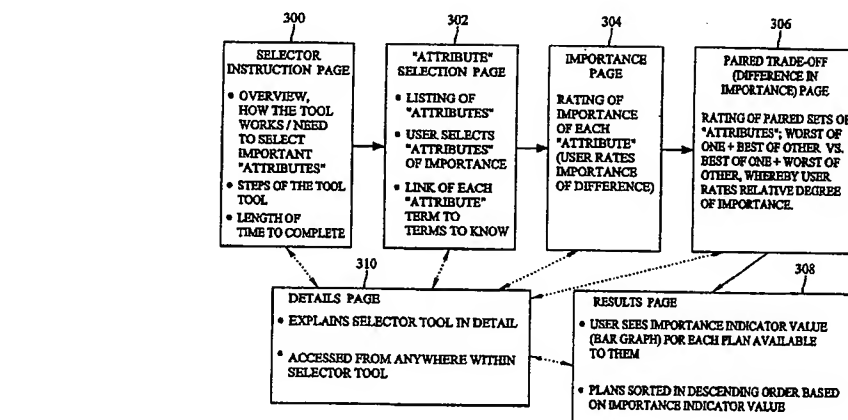 300
SELECTOR
INSTRUCTION PAGE
• OVERVIEW,
HOW THE TOOL
WORKS / NEED
TO SELECT
IMPORTANT
"ATTRIBUTES"
• STEPS OF THE TOOL
TOOL
• LENGTH OF
TIME TO COMPLETE
302
"ATTRIBUTE"
SELECTION PAGE
• LISTING OF
"ATTRIBUTES"
• USER SELECTS
"ATTRIBUTES"
OF IMPORTANCE
• LINK OF EACH
"ATTRIBUTE"
TERM TO
TERMS TO KNOW
304
IMPORTANCE
PAGE
RATING OF
IMPORTANCE
OF EACH
"ATTRIBUTE"
(USER RATES
IMPORTANCE
OF DIFFERENCE)
306
PAIRED TRADE-OFF
(DIFFERENCE IN
IMPORTANCE) PAGE
RATING OF PAIRED SETS OF
"ATTRIBUTES"; WORST OF
ONE + BEST OF OTHER VS.
BEST OF ONE + WORST OF
OTHER, WHEREBY USER
RATES RELATIVE DEGREE
OF IMPORTANCE.
310
DETAILS PAGE
• EXPLAINS SELECTOR TOOL IN DETAIL
• ACCESSED FROM ANYWHERE WITHIN
SELECTOR TOOL
308
RESULTS PAGE
• USER SEES IMPORTANCE INDICATOR VALUE
(BAR GRAPH) FOR EACH PLAN AVAILABLE
TO THEM
• PLANS SORTED IN DESCENDING ORDER BASED
ON IMPORTANCE INDICATOR VALUE